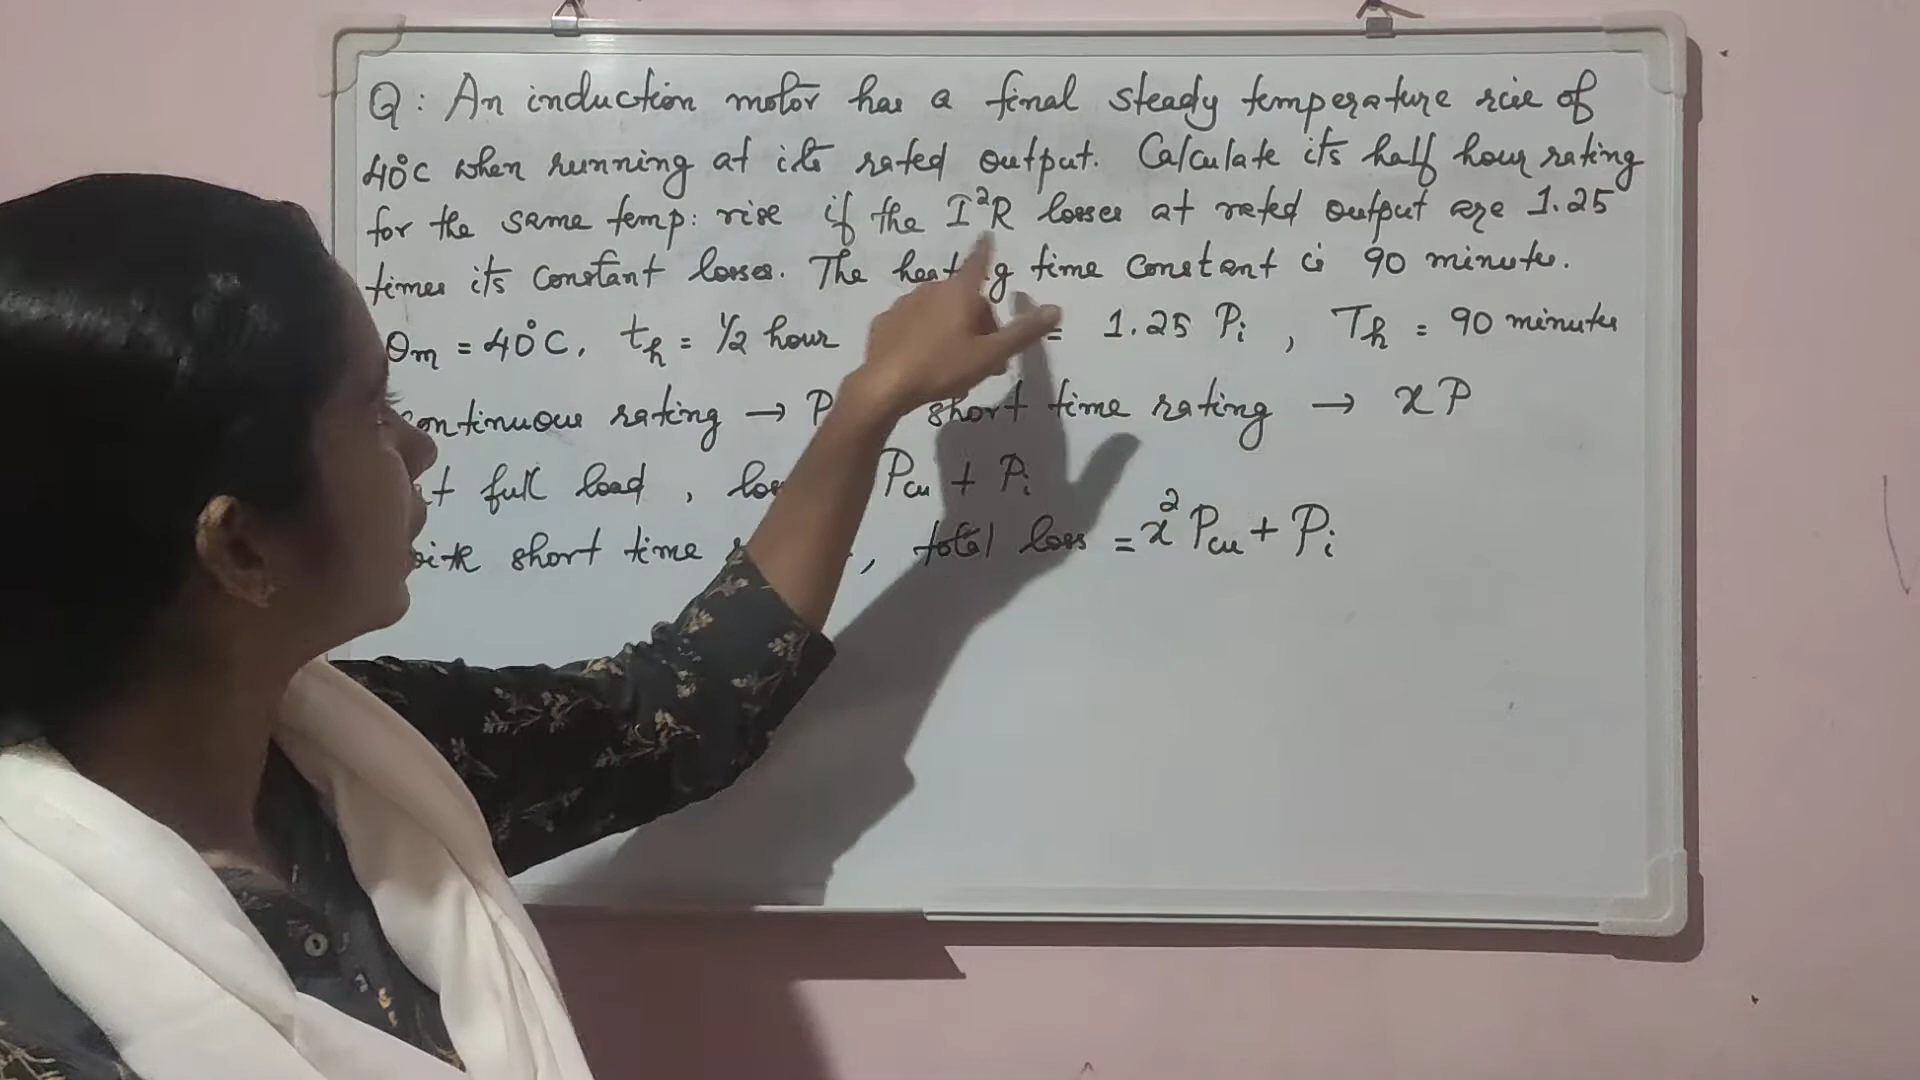 Q: An induction motor has a final steady temperature rise of
40°C when running at its rated output. Calculate its half hour rating
for the same temp: rise if the I²R losses at rated output are 1.25
times its constant losses. The heating time constant is 90 minutes.
θm = 40°C, th = ½ hour = 1.25 Pi , Th = 90 minutes
continuous rating → P short time rating → xP
full load , Pcu + Pi
short time , total loss = x² Pcu + Pi